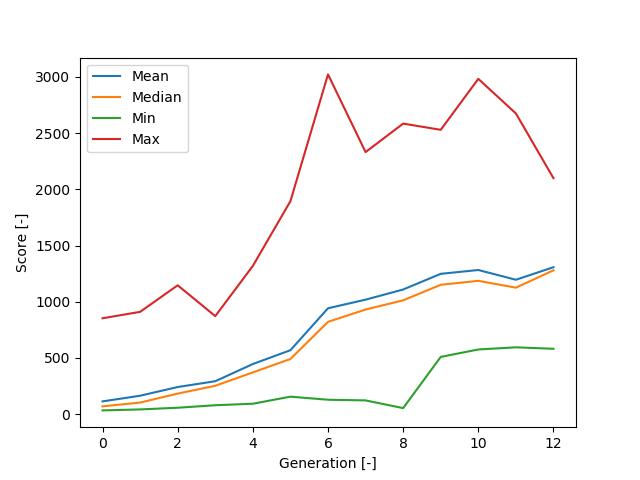 Mean
Median
Min
Max
3000
2500
2000
1500
1000
500
0
Score [-]
0 2 4 6 8 10 12
Generation [-]